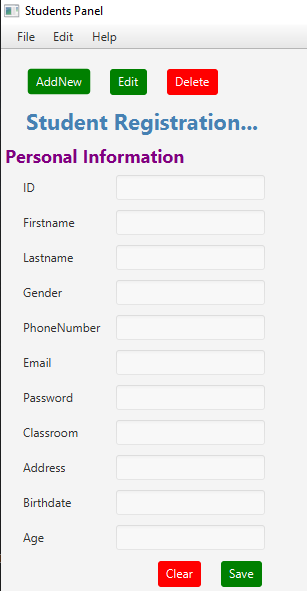 Students Panel
File Edit Help
AddNew Edit Delete
Student Registration...
Personal Information
ID
Firstname
Lastname
Gender
PhoneNumber
Email
Password
Classroom
Address
Birthdate
Age
Clear Save